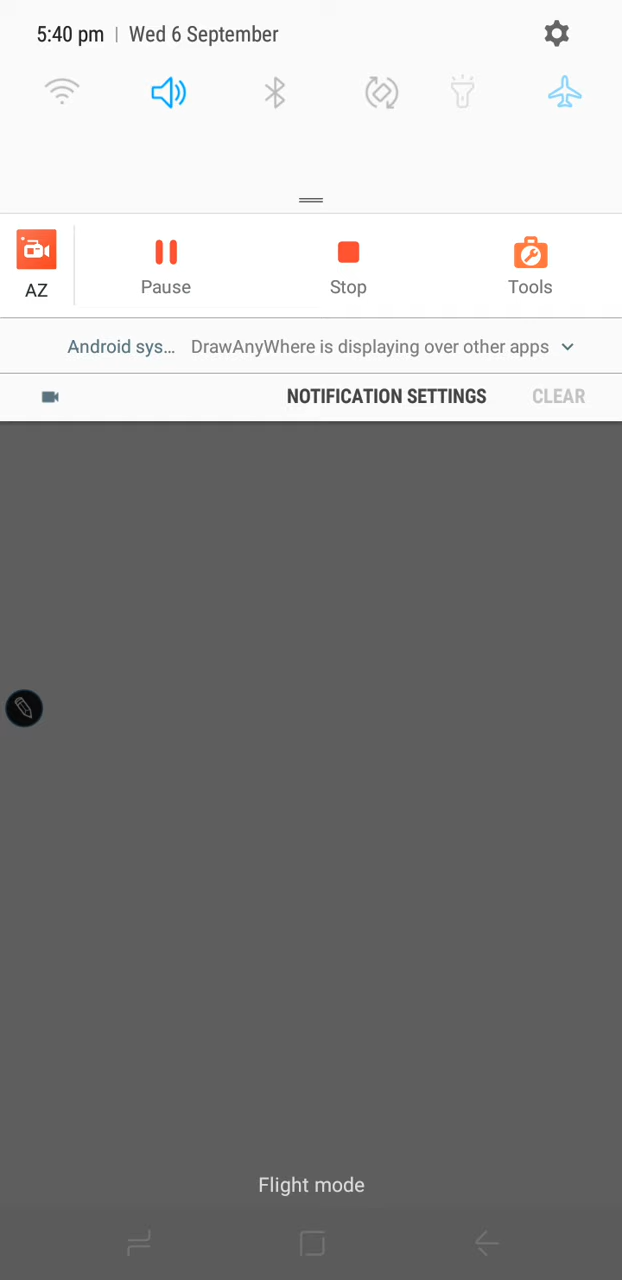 5:40 pm | Wed 6 September
AZ
Pause
Stop
Tools
Android sys... DrawAnyWhere is displaying over other apps
NOTIFICATION SETTINGS CLEAR
Flight mode